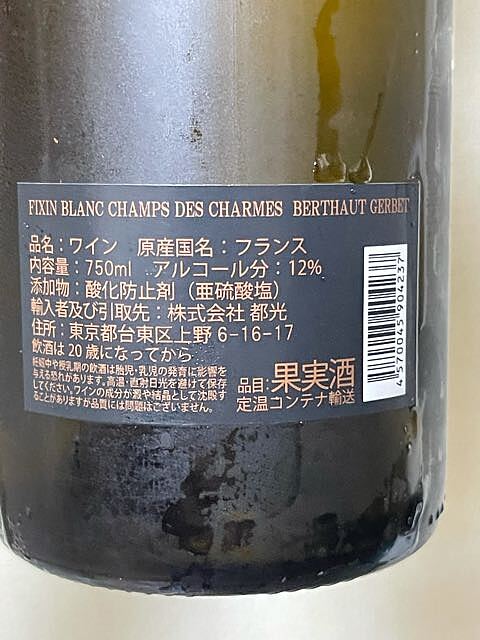 FIXIN BLANC CHAMPS DES CHARMES BERTHAUT GERBET
品名：ワイン　原産国名：フランス
内容量：750ml　アルコール分：12%
添加物：酸化防止剤（亜硫酸塩）
輸入者及び引取先：株式会社 都光
住所：東京都台東区上野 6-16-17
飲酒は 20 歳になってから
妊娠中や授乳期の飲酒は胎児・乳児の発育に影響を
与える恐れがあります。高温・直射日光を避けて保存
してください。ワインの成分が澱や結晶として沈殿す
ることがありますが品質には問題はございません。
品目：果実酒
定温コンテナ輸送
4 570045 904237